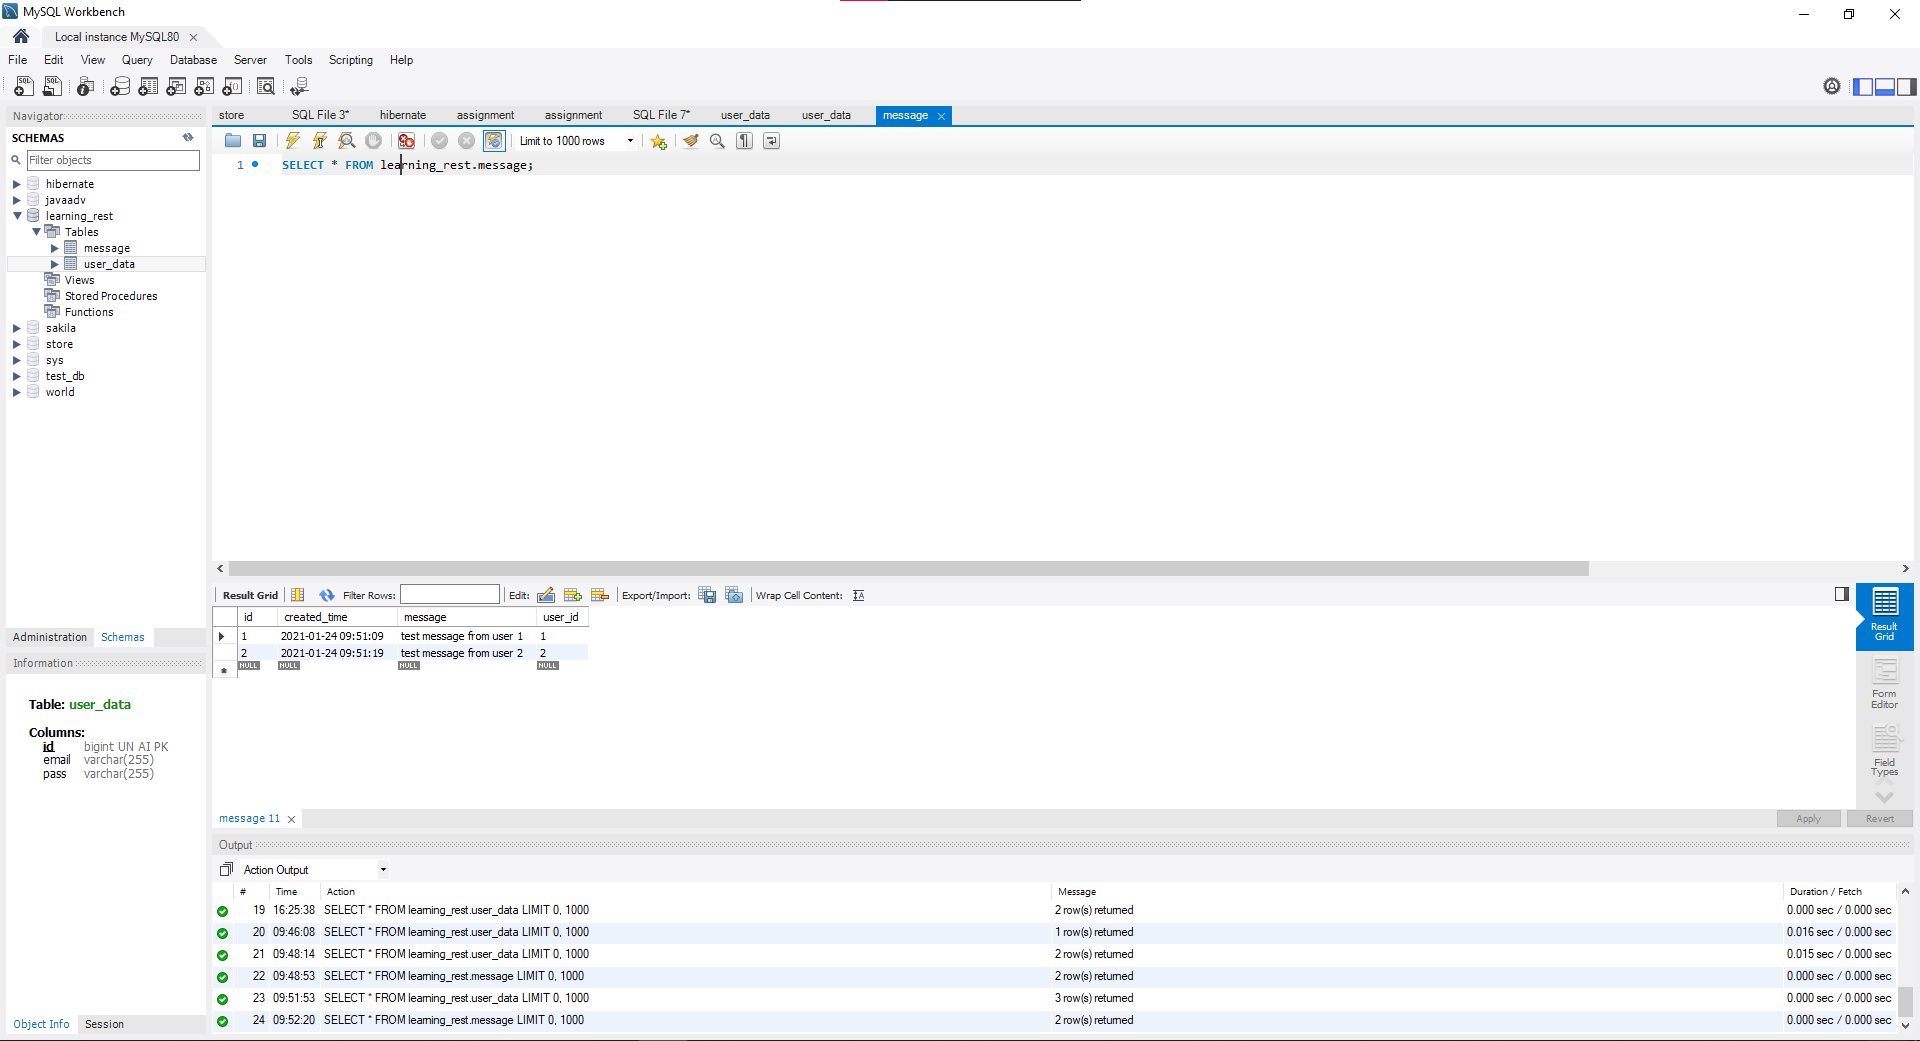 MySQL Workbench
Local instance MySQL80
File Edit View Query Database Server Tools Scripting Help
Navigator
SCHEMAS
Filter objects
hibernate
javaadv
learning_rest
Tables
message
user_data
Views
Stored Procedures
Functions
sakila
store
sys
test_db
world
Administration Schemas
Information
Table: user_data
Columns:
id bigint UN AI PK
email varchar(255)
pass varchar(255)
Object Info Session
store SQL File 3* hibernate assignment assignment SQL File 7* user_data user_data message
Limit to 1000 rows
1 SELECT * FROM learning_rest.message;
Result Grid Filter Rows: Edit: Export/Import: Wrap Cell Content:
id created_time message user_id
1 2021-01-24 09:51:09 test message from user 1 1
2 2021-01-24 09:51:19 test message from user 2 2
NULL NULL NULL NULL
Result
Grid
Form
Editor
Field
Types
message 11
Apply Revert
Output
Action Output
# Time Action Message Duration / Fetch
19 16:25:38 SELECT * FROM learning_rest.user_data LIMIT 0, 1000 2 row(s) returned 0.000 sec / 0.000 sec
20 09:46:08 SELECT * FROM learning_rest.user_data LIMIT 0, 1000 1 row(s) returned 0.016 sec / 0.000 sec
21 09:48:14 SELECT * FROM learning_rest.user_data LIMIT 0, 1000 2 row(s) returned 0.015 sec / 0.000 sec
22 09:48:53 SELECT * FROM learning_rest.message LIMIT 0, 1000 2 row(s) returned 0.000 sec / 0.000 sec
23 09:51:53 SELECT * FROM learning_rest.user_data LIMIT 0, 1000 3 row(s) returned 0.000 sec / 0.000 sec
24 09:52:20 SELECT * FROM learning_rest.message LIMIT 0, 1000 2 row(s) returned 0.000 sec / 0.000 sec